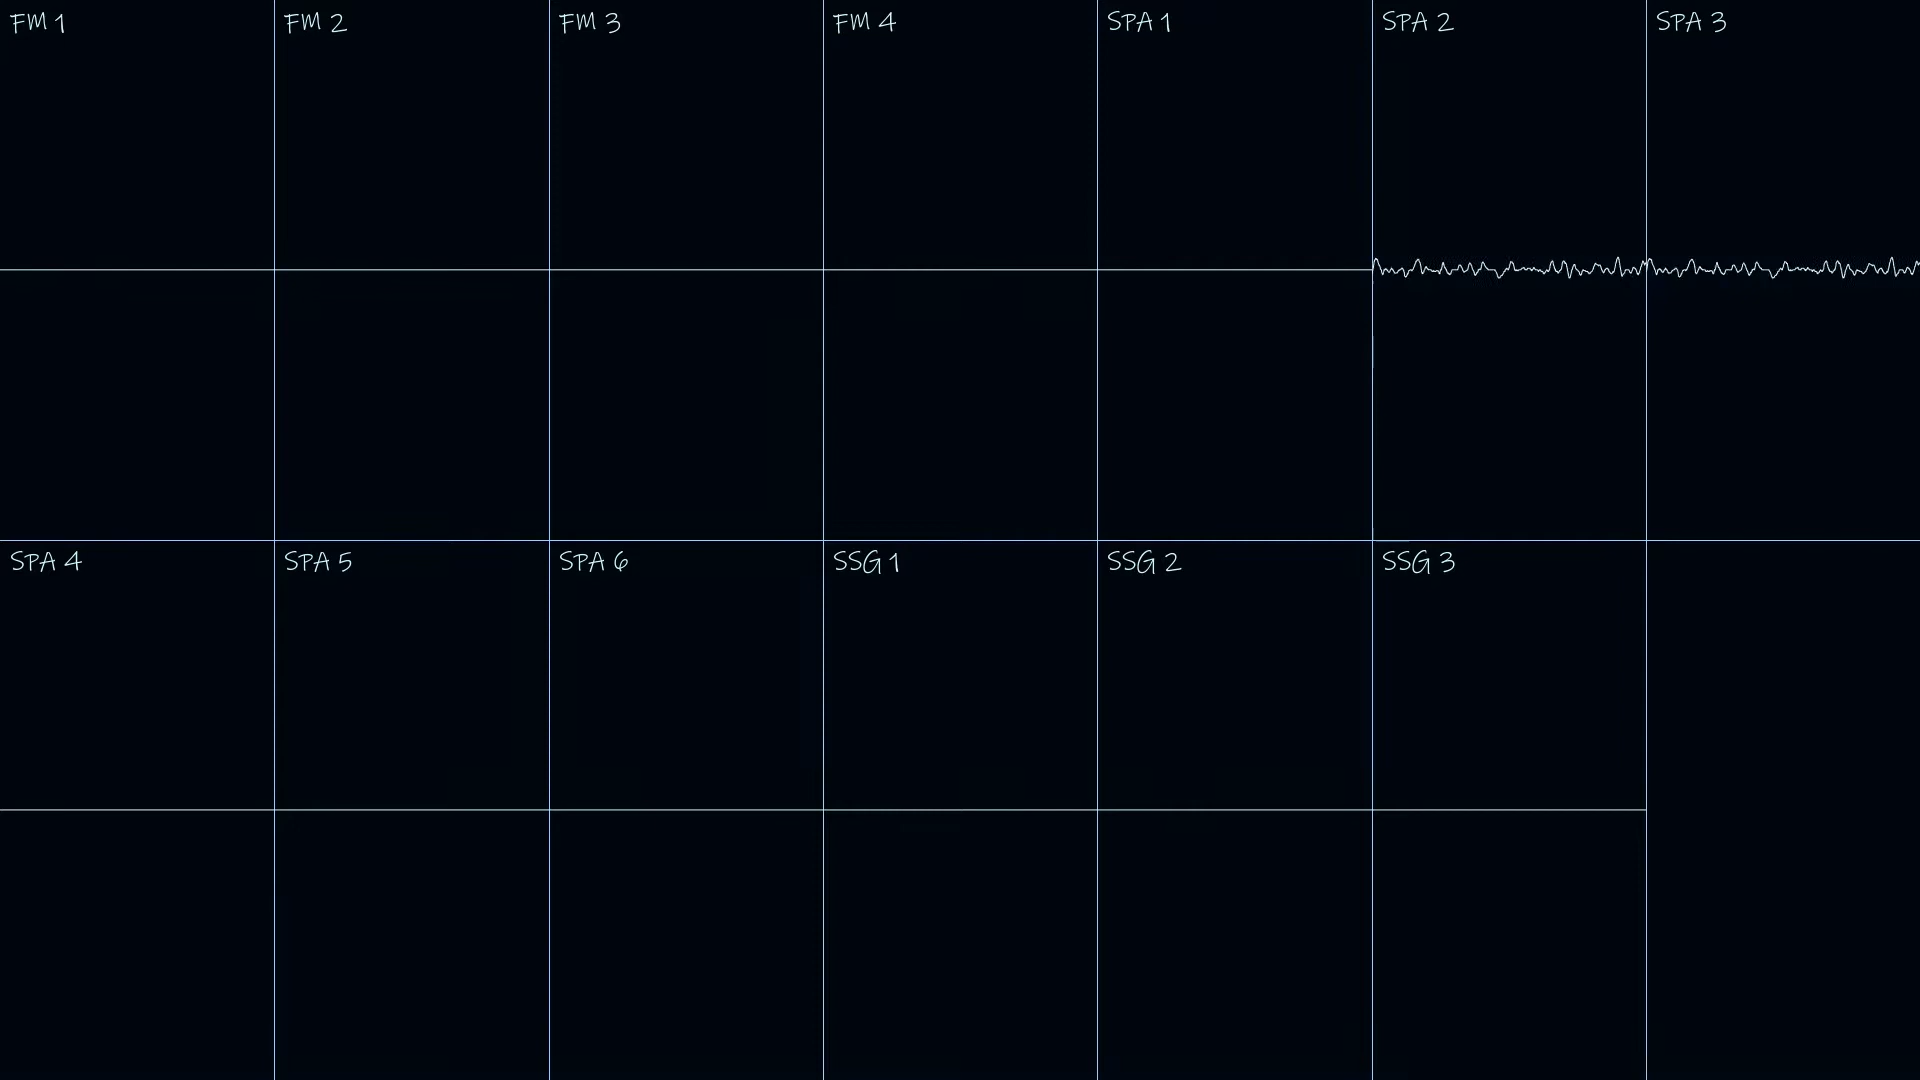 FM 1
FM 2
FM 3
FM 4
SPA 1
SPA 2
SPA 3
SPA 4
SPA 5
SPA 6
SSG 1
SSG 2
SSG 3